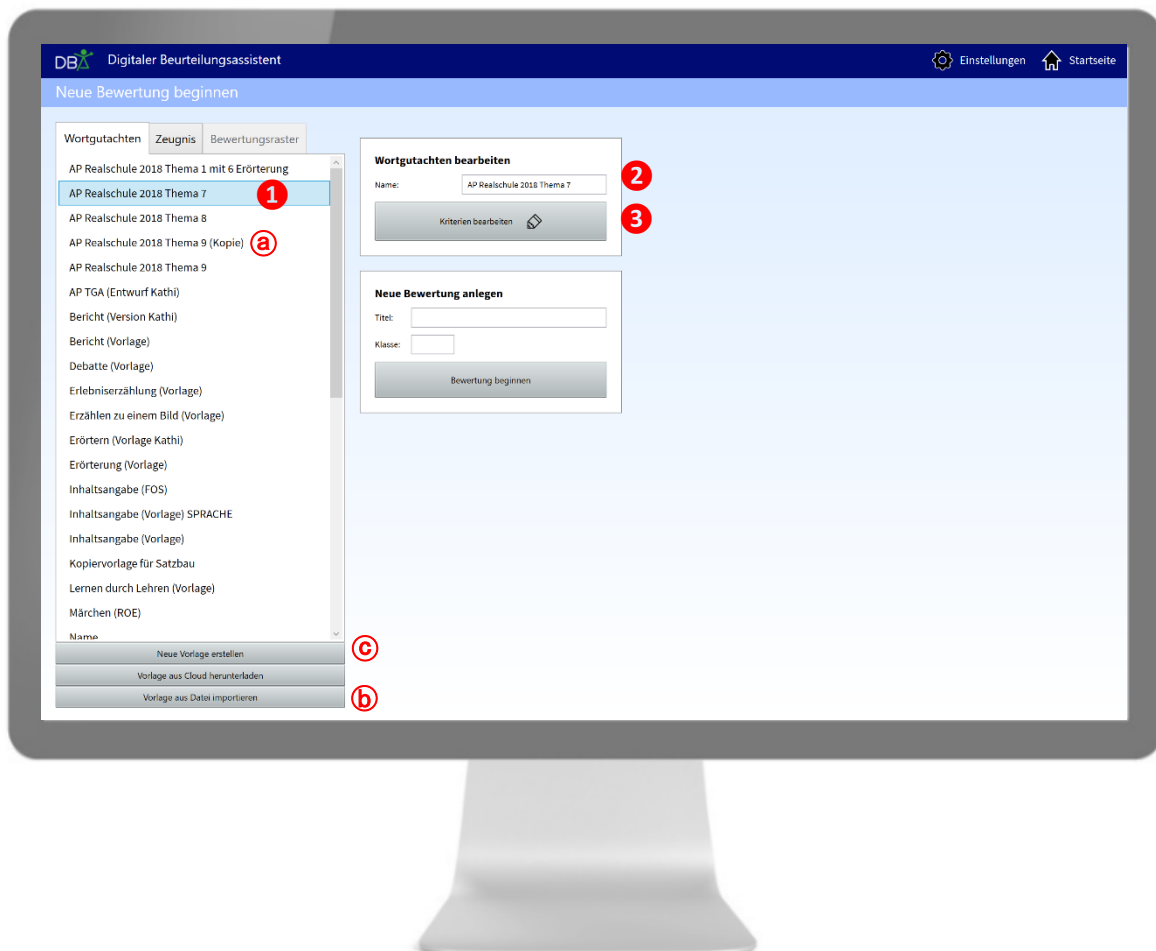 DBA Digitaler Beurteilungsassistent
Einstellungen Startseite
Neue Bewertung beginnen
Wortgutachten Zeugnis Bewertungsraster
AP Realschule 2018 Thema 1 mit 6 Erörterung
AP Realschule 2018 Thema 7 1
AP Realschule 2018 Thema 8
AP Realschule 2018 Thema 9 (Kopie) a
AP Realschule 2018 Thema 9
AP TGA (Entwurf Kathi)
Bericht (Version Kathi)
Bericht (Vorlage)
Debatte (Vorlage)
Erlebniserzählung (Vorlage)
Erzählen zu einem Bild (Vorlage)
Erörtern (Vorlage Kathi)
Erörterung (Vorlage)
Inhaltsangabe (FOS)
Inhaltsangabe (Vorlage) SPRACHE
Inhaltsangabe (Vorlage)
Kopiervorlage für Satzbau
Lernen durch Lehren (Vorlage)
Märchen (ROE)
Name
Neue Vorlage erstellen c
Vorlage aus Cloud herunterladen
Vorlage aus Datei importieren b
Wortgutachten bearbeiten
Name: AP Realschule 2018 Thema 7 2
Kriterien bearbeiten 3
Neue Bewertung anlegen
Titel:
Klasse:
Bewertung beginnen